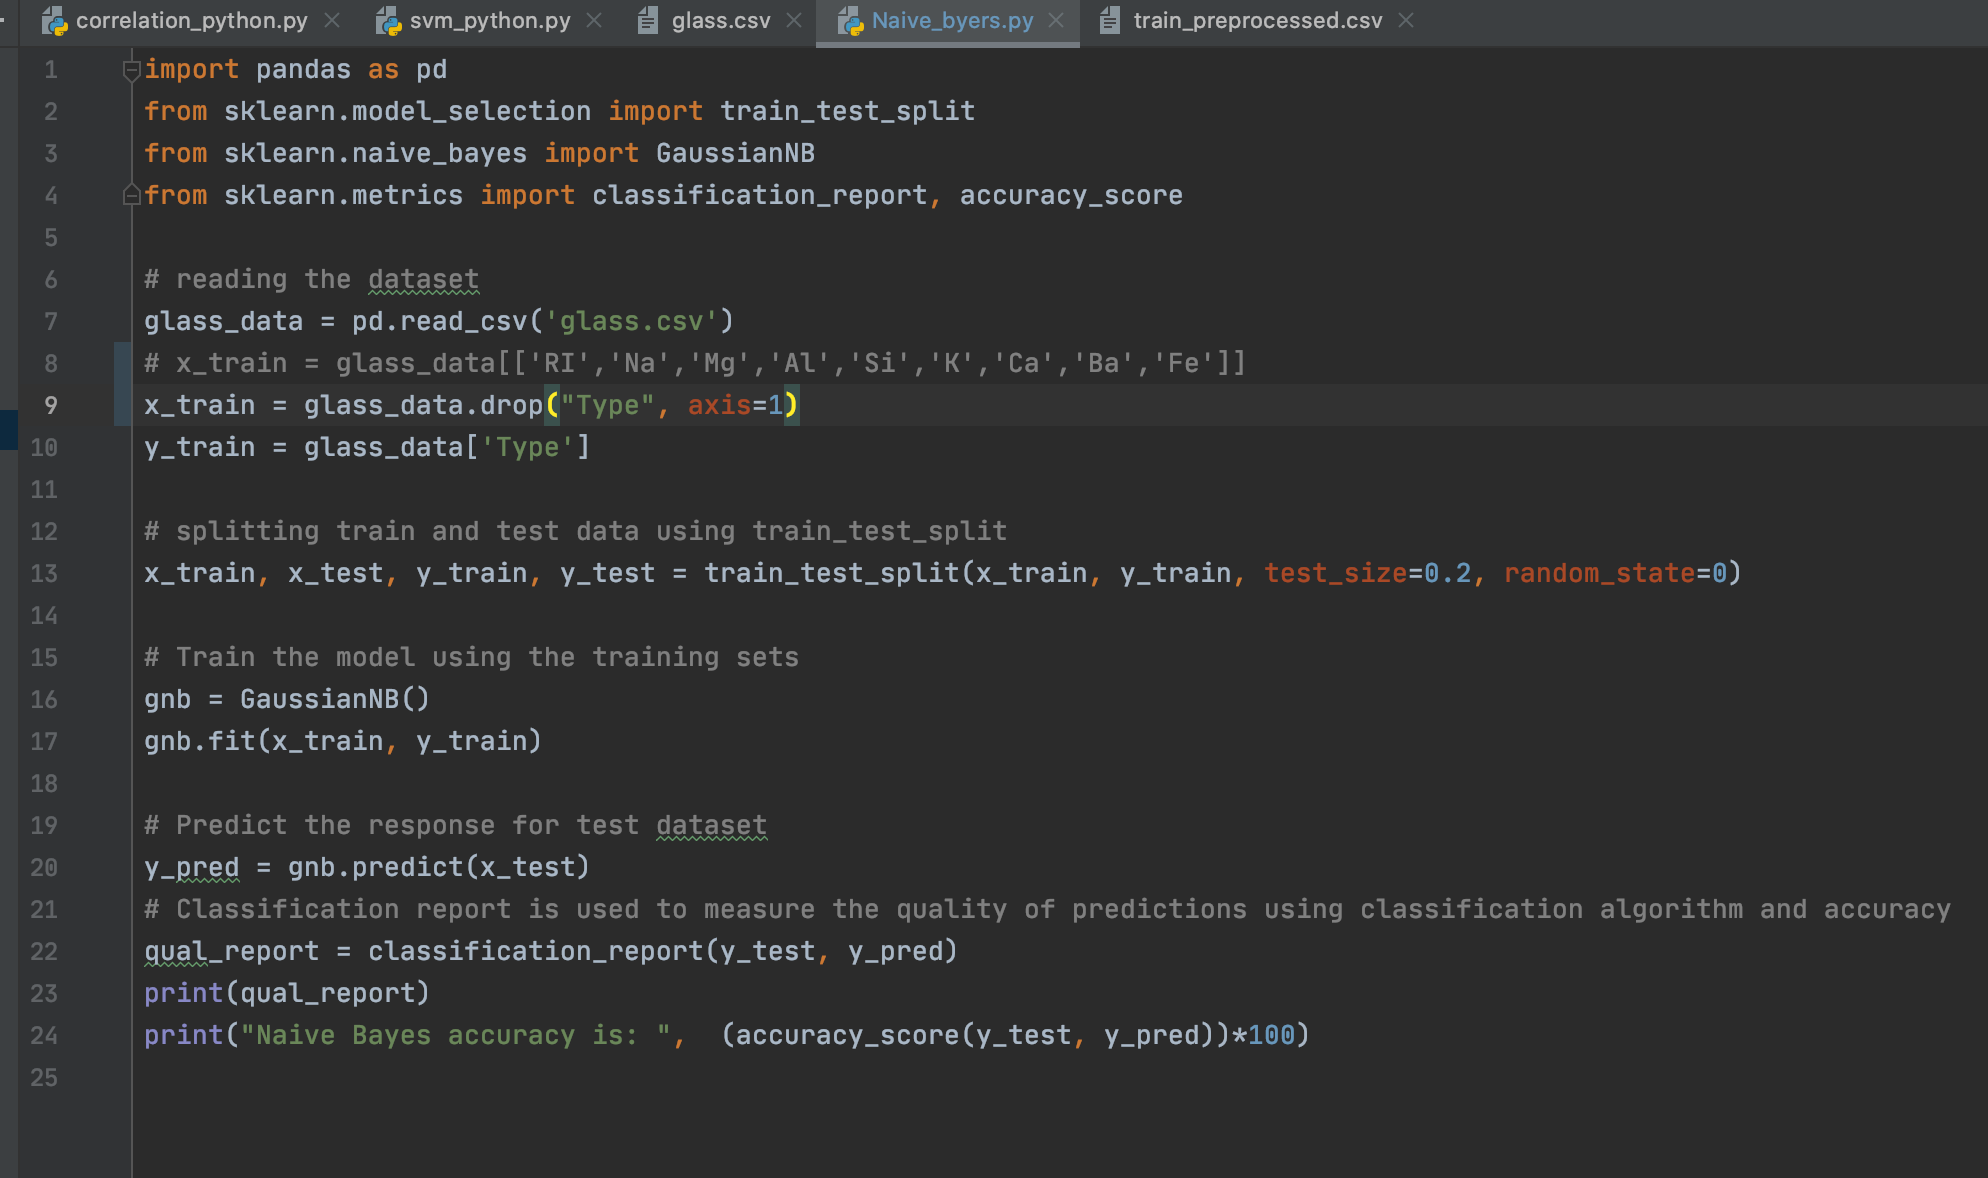 correlation_python.py svm_python.py glass.csv Naive_byers.py train_preprocessed.csv
1 import pandas as pd
2 from sklearn.model_selection import train_test_split
3 from sklearn.naive_bayes import GaussianNB
4 from sklearn.metrics import classification_report, accuracy_score
5
6 # reading the dataset
7 glass_data = pd.read_csv('glass.csv')
8 # x_train = glass_data[['RI','Na','Mg','Al','Si','K','Ca','Ba','Fe']]
9 x_train = glass_data.drop("Type", axis=1)
10 y_train = glass_data['Type']
11
12 # splitting train and test data using train_test_split
13 x_train, x_test, y_train, y_test = train_test_split(x_train, y_train, test_size=0.2, random_state=0)
14
15 # Train the model using the training sets
16 gnb = GaussianNB()
17 gnb.fit(x_train, y_train)
18
19 # Predict the response for test dataset
20 y_pred = gnb.predict(x_test)
21 # Classification report is used to measure the quality of predictions using classification algorithm and accuracy
22 qual_report = classification_report(y_test, y_pred)
23 print(qual_report)
24 print("Naive Bayes accuracy is: ",  (accuracy_score(y_test, y_pred))*100)
25